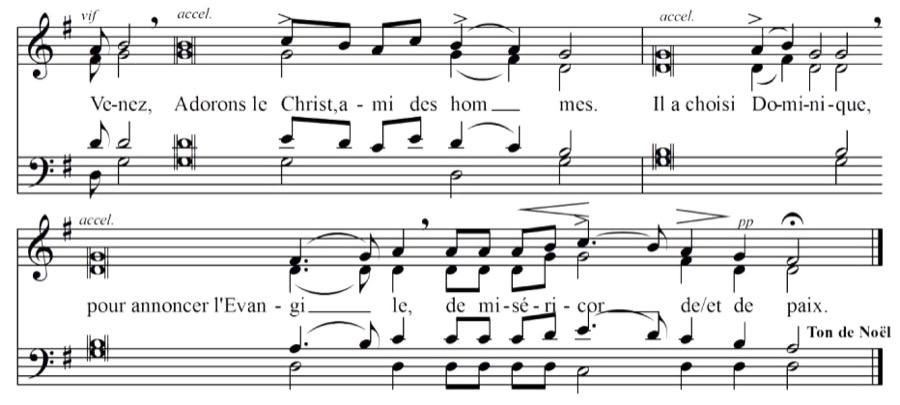 vif accel. accel.
Ve-nez, Adorons le Christ,a-mi des hom mes. Il a choisi Do-mi-ni-que,
accel. pp
pour annoncer l'Evan-gi le, de mi-sé-ri-cor de/et de paix.
Ton de Noël